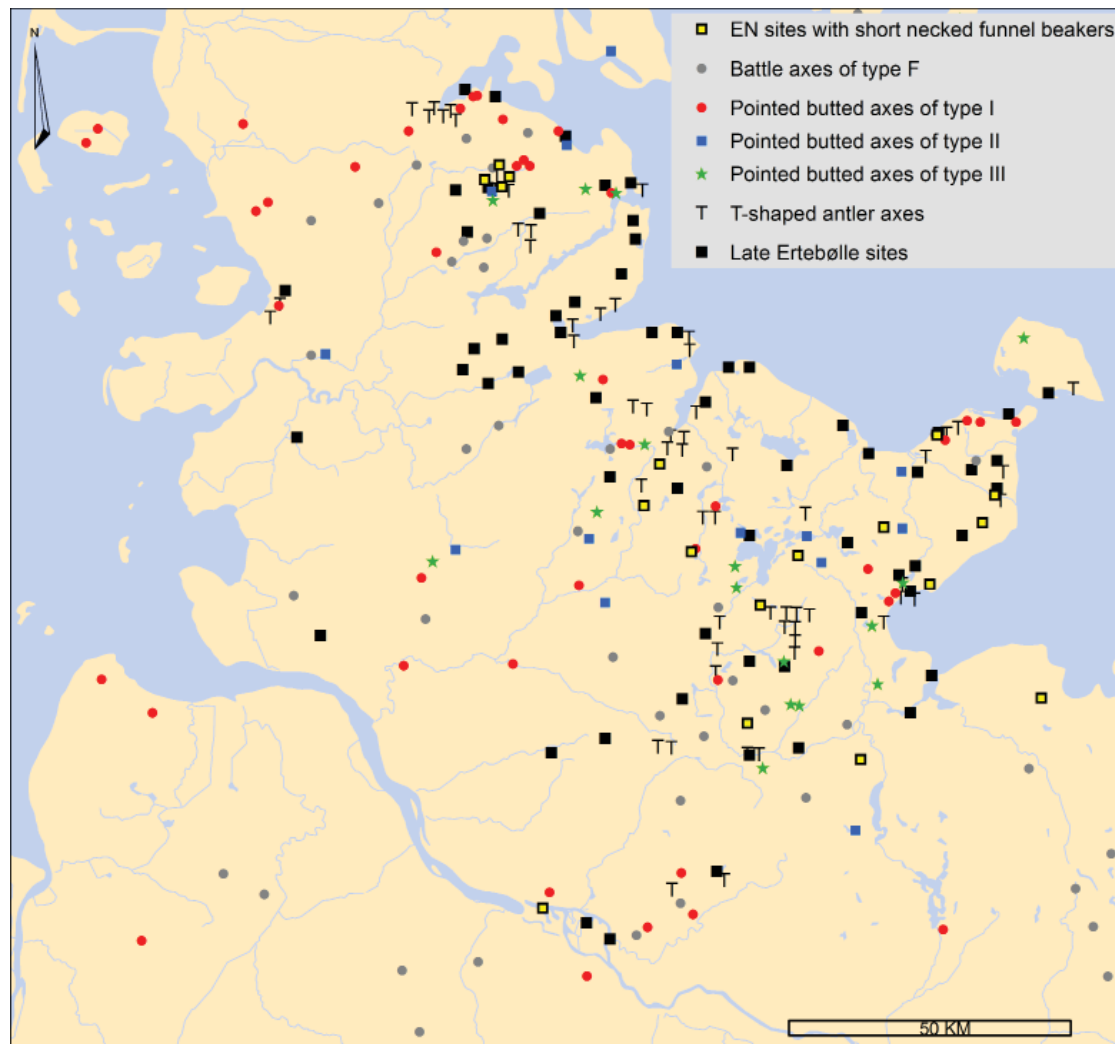 N
EN sites with short necked funnel beakers
Battle axes of type F
Pointed butted axes of type I
Pointed butted axes of type II
Pointed butted axes of type III
T-shaped antler axes
Late Ertebølle sites
50 KM